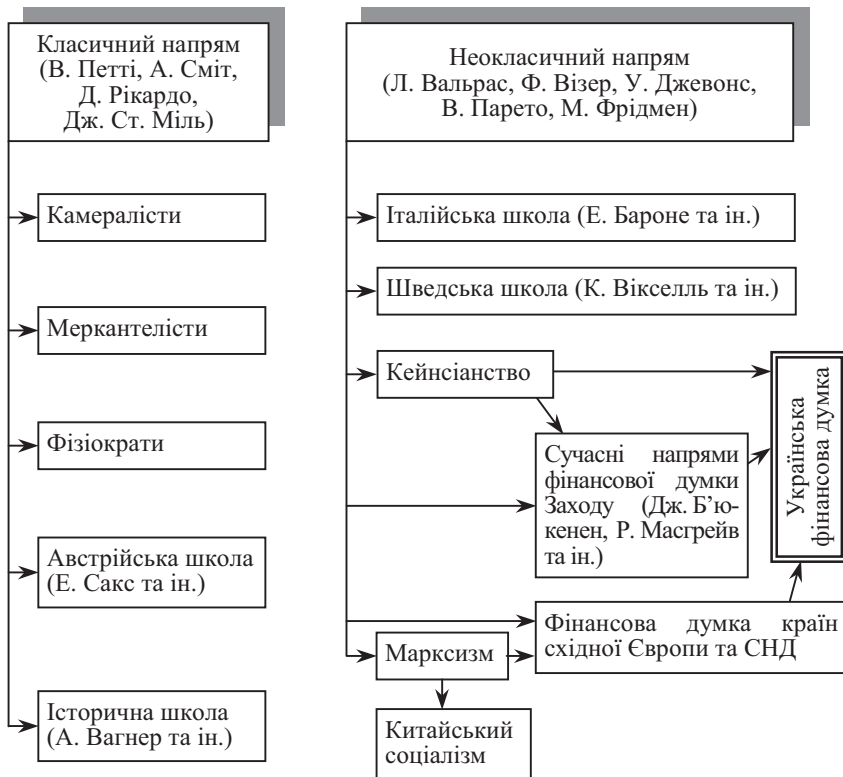 Класичний напрям
(В. Петті, А. Сміт,
Д. Рікардо,
Дж. Ст. Міль)
Камералісти
Меркантелісти
Фізіократи
Австрійська школа
(Е. Сакс та ін.)
Історична школа
(А. Вагнер та ін.)
Неокласичний напрям
(Л. Вальрас, Ф. Візер, У. Джевонс,
В. Парето, М. Фрідмен)
Італійська школа (Е. Бароне та ін.)
Шведська школа (К. Вікселль та ін.)
Кейнсіанство
Сучасні напрями
фінансової думки
Заходу (Дж. Б’ю-
кенен, Р. Масгрейв
та ін.)
Українська
фінансова думка
Фінансова думка країн
східної Європи та СНД
Марксизм
Китайський
соціалізм